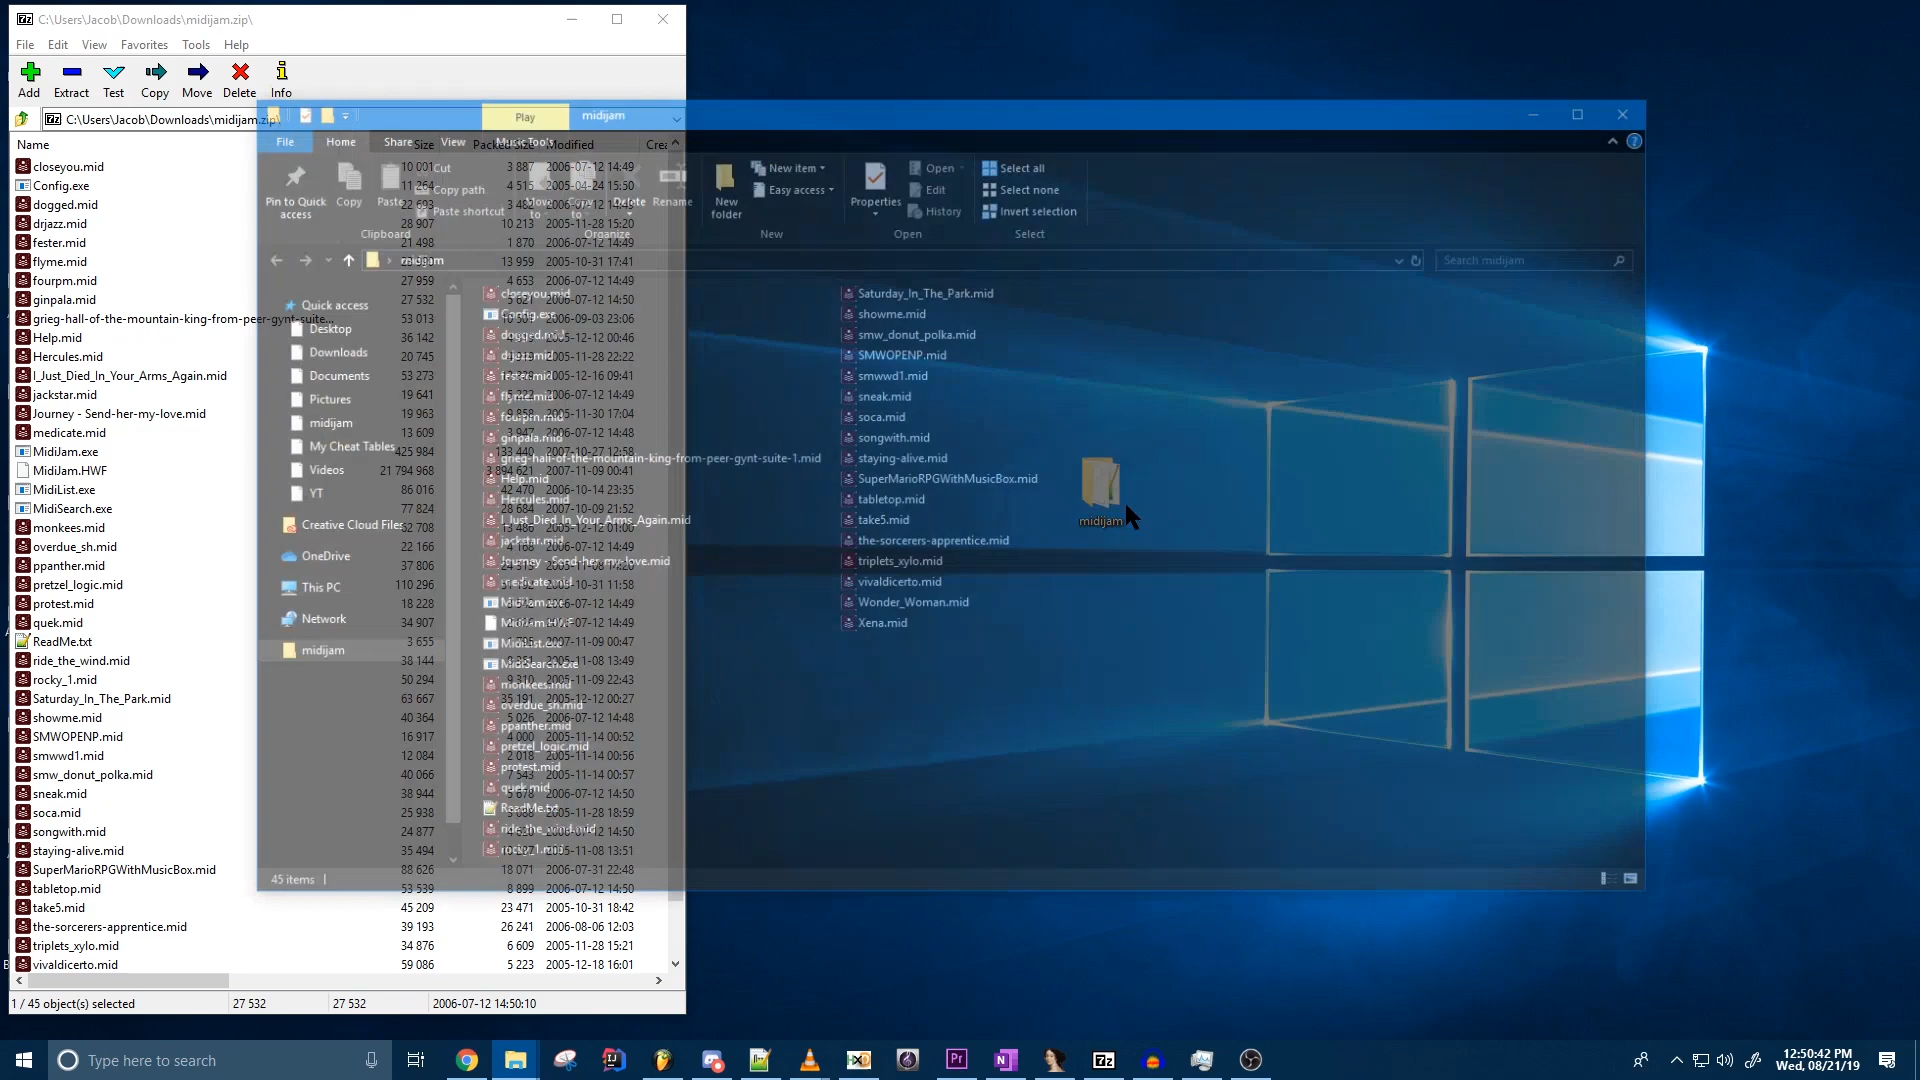 C:\Users\Jacob\Downloads\midijam.zip\
File Edit View Favorites Tools Help
Add Extract Test Copy Move Delete Info
C:\Users\Jacob\Downloads\midijam.zip\
Name Size Packed Size Modified Crea
closeyou.mid 10 001 3 887 2006-07-12 14:49
Config.exe 11 264 4 515 2005-04-24 15:50
dogged.mid 22 693 3 482 2006-07-12 14:49
drjazz.mid 28 907 10 213 2005-11-28 15:20
fester.mid 21 498 1 870 2006-07-12 14:49
flyme.mid 13 959 2005-10-31 17:41
fourpm.mid 27 959 4 653 2006-07-12 14:49
ginpala.mid 27 532 2006-07-12 14:50
grieg-hall-of-the-mountain-king-from-peer-gynt-suite... 53 013 2006-09-03 23:06
Help.mid 36 142 2005-12-12 00:46
Hercules.mid 20 745 2005-11-28 22:22
I_Just_Died_In_Your_Arms_Again.mid 53 273 2005-12-16 09:41
jackstar.mid 19 641 2006-07-12 14:49
Journey - Send-her-my-love.mid 19 963 9 858 2005-11-30 17:04
medicate.mid 13 609 3 947 2006-07-12 14:48
MidiJam.exe 425 984 133 440 2007-10-27 12:58
MidiJam.HWF 21 794 968 3 894 621 2007-11-09 00:41
MidiList.exe 86 016 42 470 2006-10-14 23:35
MidiSearch.exe 77 824 28 684 2007-10-09 21:52
monkees.mid 52 708 13 486 2005-12-12 01:00
overdue_sh.mid 22 166 4 168 2006-07-12 14:49
ppanther.mid 37 806
pretzel_logic.mid 110 296 2005-10-31 11:58
protest.mid 18 228 2006-07-12 14:49
quek.mid 34 907 2006-07-12 14:49
ReadMe.txt 3 655 2007-11-09 00:47
ride_the_wind.mid 38 144 2005-11-08 13:49
rocky_1.mid 50 294 9 310 2005-11-09 22:43
Saturday_In_The_Park.mid 63 667 35 191 2005-12-12 00:27
showme.mid 40 364 5 026 2006-07-12 14:48
SMWOPENP.mid 16 917 4 000 2005-11-14 00:52
smwwd1.mid 12 084 2 018 2005-11-14 00:56
smw_donut_polka.mid 40 066 7 543 2005-11-14 00:57
sneak.mid 38 944 5 678 2006-07-12 14:50
soca.mid 25 938 2005-11-28 18:59
songwith.mid 24 877 2006-07-12 14:50
staying-alive.mid 35 494 2005-11-08 13:51
SuperMarioRPGWithMusicBox.mid 88 626 18 071 2006-07-31 22:48
tabletop.mid 53 539 8 899 2006-07-12 14:50
take5.mid 45 209 23 471 2005-10-31 18:42
the-sorcerers-apprentice.mid 39 193 26 241 2006-08-06 12:03
triplets_xylo.mid 34 876 6 609 2005-11-28 15:21
vivaldicerto.mid 59 086 5 223 2005-12-18 16:01
1 / 45 object(s) selected 27 532 27 532 2006-07-12 14:50:10
Play midijam
File Home Share View Music Tools
Pin to Quick access
Copy
Paste
Cut
Copy path
Paste shortcut
Clipboard
Move to
Copy to
Delete
Rename
Organize
New folder
New item
Easy access
New
Properties
Open
Edit
History
Open
Select all
Select none
Invert selection
Select
midijam
Search midijam
Quick access
Desktop
Downloads
Documents
Pictures
midijam
My Cheat Tables
Videos
YT
Creative Cloud Files
OneDrive
This PC
Network
midijam
closeyou.mid
Config.exe
dogged.mid
drjazz.mid
fester.mid
flyme.mid
fourpm.mid
ginpala.mid
grieg-hall-of-the-mountain-king-from-peer-gynt-suite-1.mid
Help.mid
Hercules.mid
I_Just_Died_In_Your_Arms_Again.mid
jackstar.mid
Journey - Send-her-my-love.mid
medicate.mid
MidiJam.exe
MidiJam.HWF
MidiList.exe
MidiSearch.exe
monkees.mid
overdue_sh.mid
ppanther.mid
pretzel_logic.mid
protest.mid
quek.mid
ReadMe.txt
ride_the_wind.mid
rocky_1.mid
Saturday_In_The_Park.mid
showme.mid
smw_donut_polka.mid
SMWOPENP.mid
smwwd1.mid
sneak.mid
soca.mid
songwith.mid
staying-alive.mid
SuperMarioRPGWithMusicBox.mid
tabletop.mid
take5.mid
the-sorcerers-apprentice.mid
triplets_xylo.mid
vivaldicerto.mid
Wonder_Woman.mid
Xena.mid
45 items
midijam
Type here to search
12:50:42 PM
Wed, 08/21/19